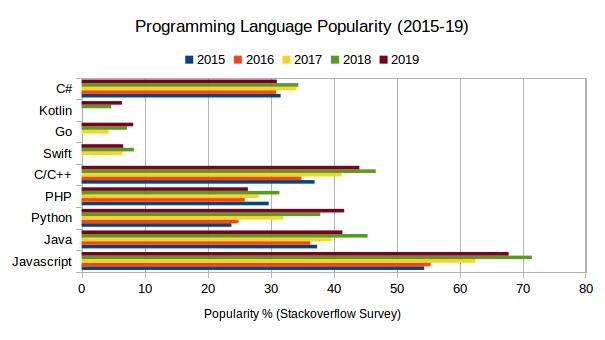 Programming Language Popularity (2015-19)
2015 2016 2017 2018 2019
C#
Kotlin
Go
Swift
C/C++
PHP
Python
Java
Javascript
0 10 20 30 40 50 60 70 80
Popularity % (Stackoverflow Survey)